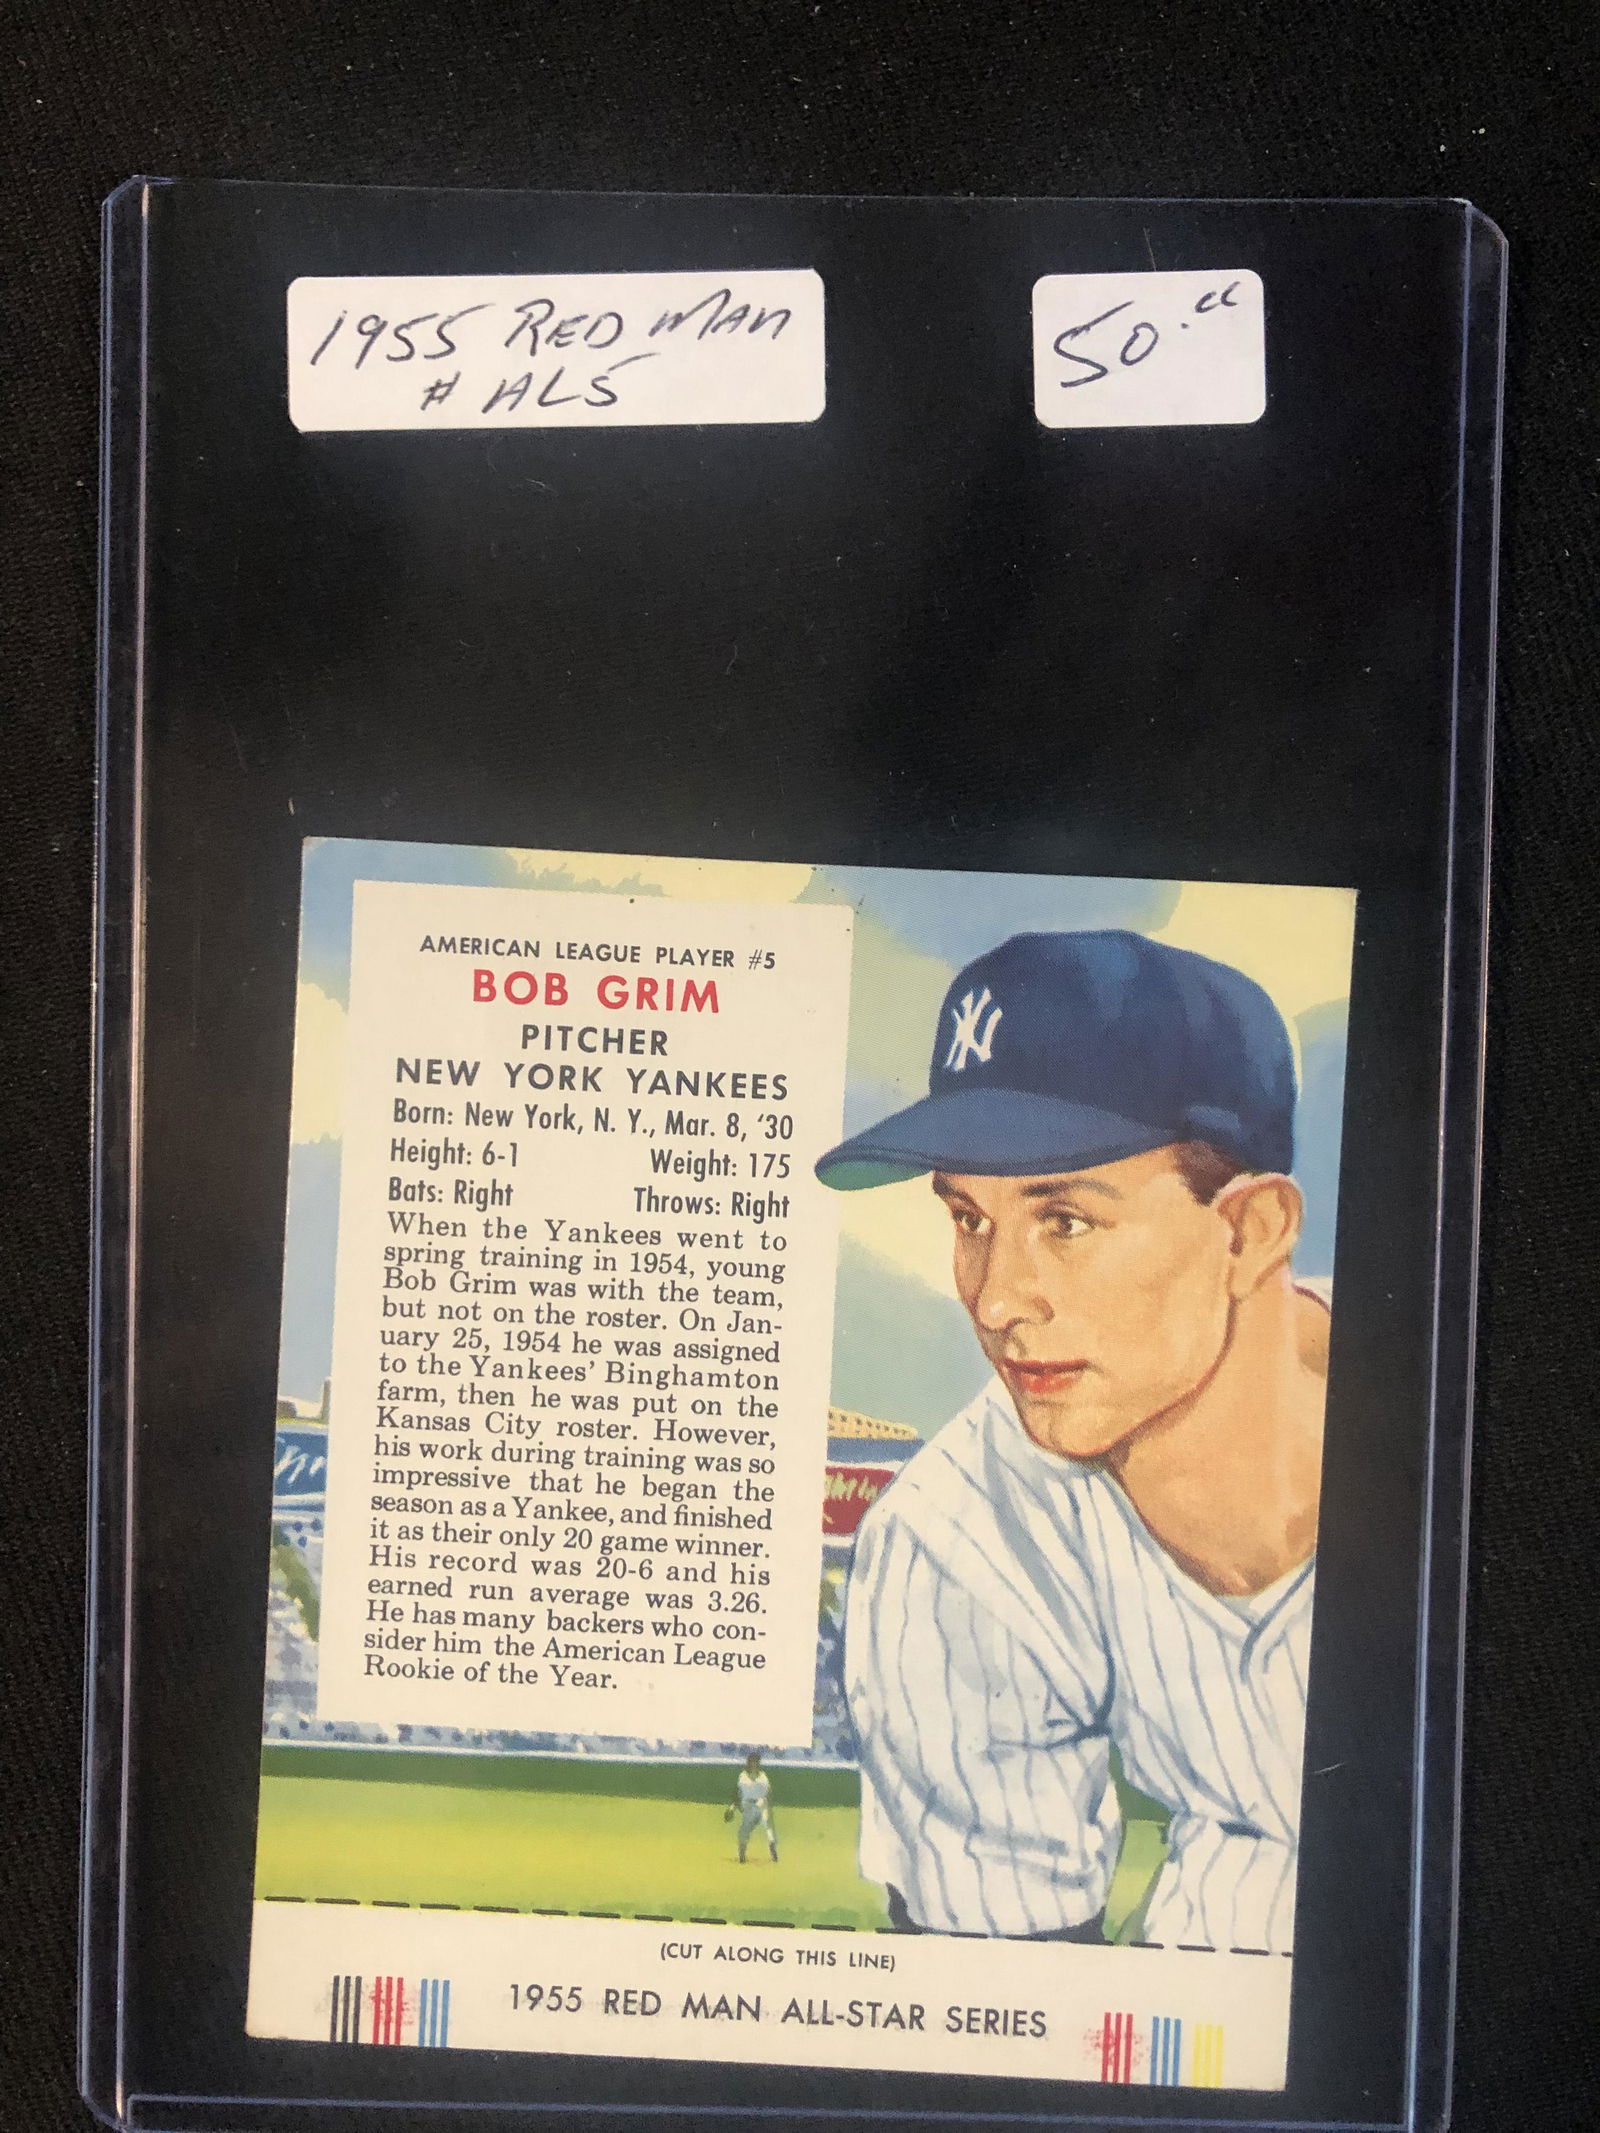 1955 RED MAN
# AL5
50.00
AMERICAN LEAGUE PLAYER #5
BOB GRIM
PITCHER
NEW YORK YANKEES
Born: New York, N. Y., Mar. 8, ‘30
Height: 6-1 Weight: 175
Bats: Right Throws: Right
When the Yankees went to
spring training in 1954, young
Bob Grim was with the team,
but not on the roster. On Jan-
uary 25, 1954 he was assigned
to the Yankees’ Binghamton
farm, then he was put on the
Kansas City roster. However,
his work during training was so
impressive that he began the
season as a Yankee, and finished
it as their only 20 game winner.
His record was 20-6 and his
earned run average was 3.26.
He has many backers who con-
sider him the American League
Rookie of the Year.
NY
(CUT ALONG THIS LINE)
1955 RED MAN ALL-STAR SERIES